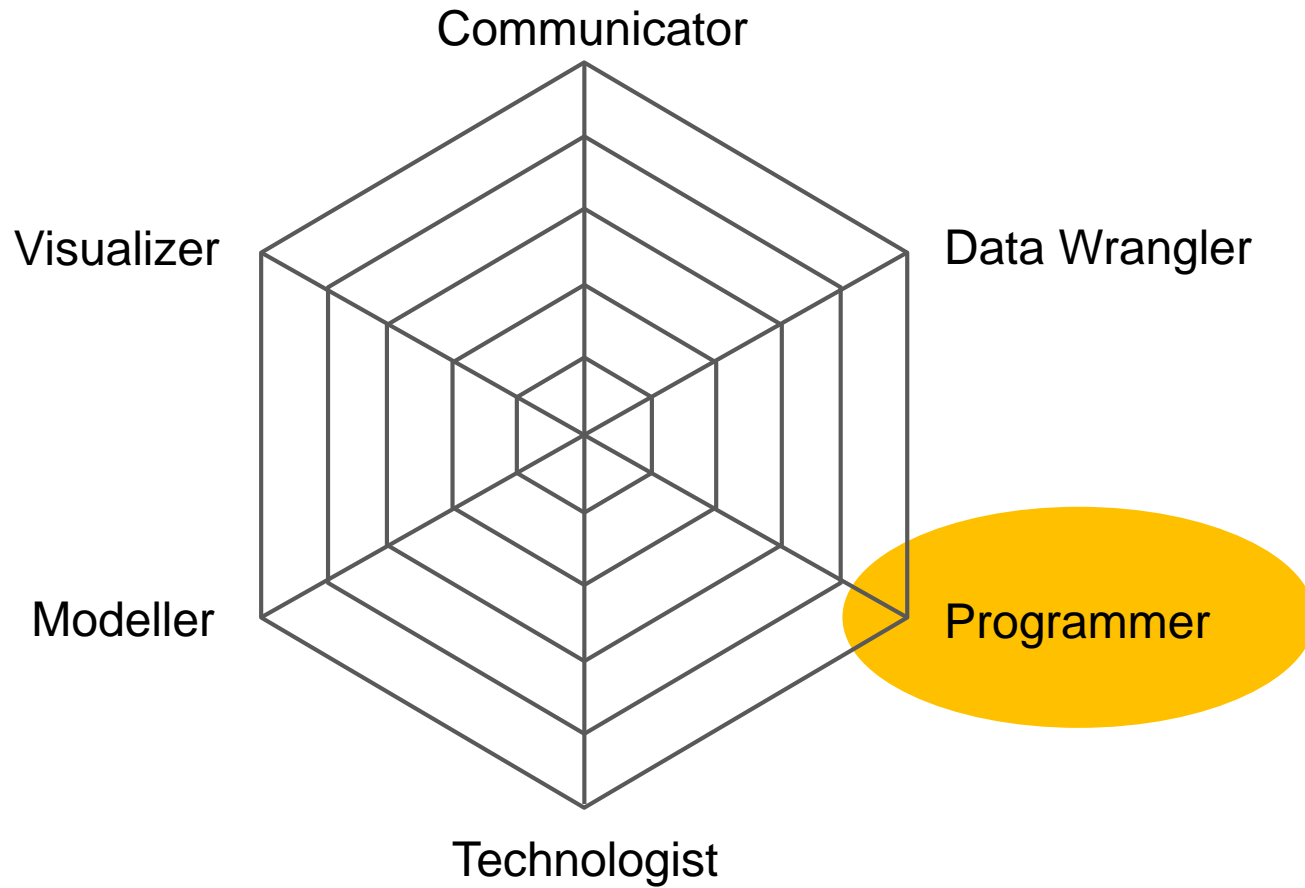 Communicator
Visualizer
Data Wrangler
Modeller
Programmer
Technologist